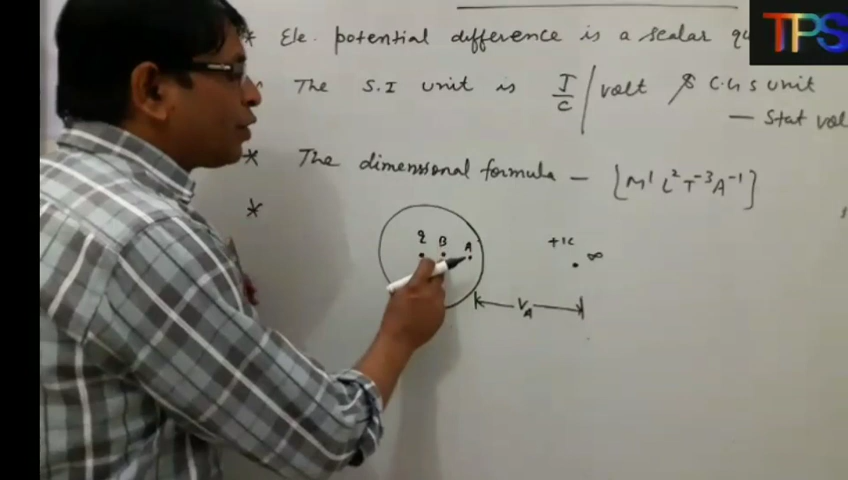 * Ele. potential difference is a scalar
TPS
The S.I unit is J/C / volt & C.G.S unit
— Stat vol
* The dimensional formula — [M¹ L² T⁻³ A⁻¹]
*
q B A +1C ∞
V_A